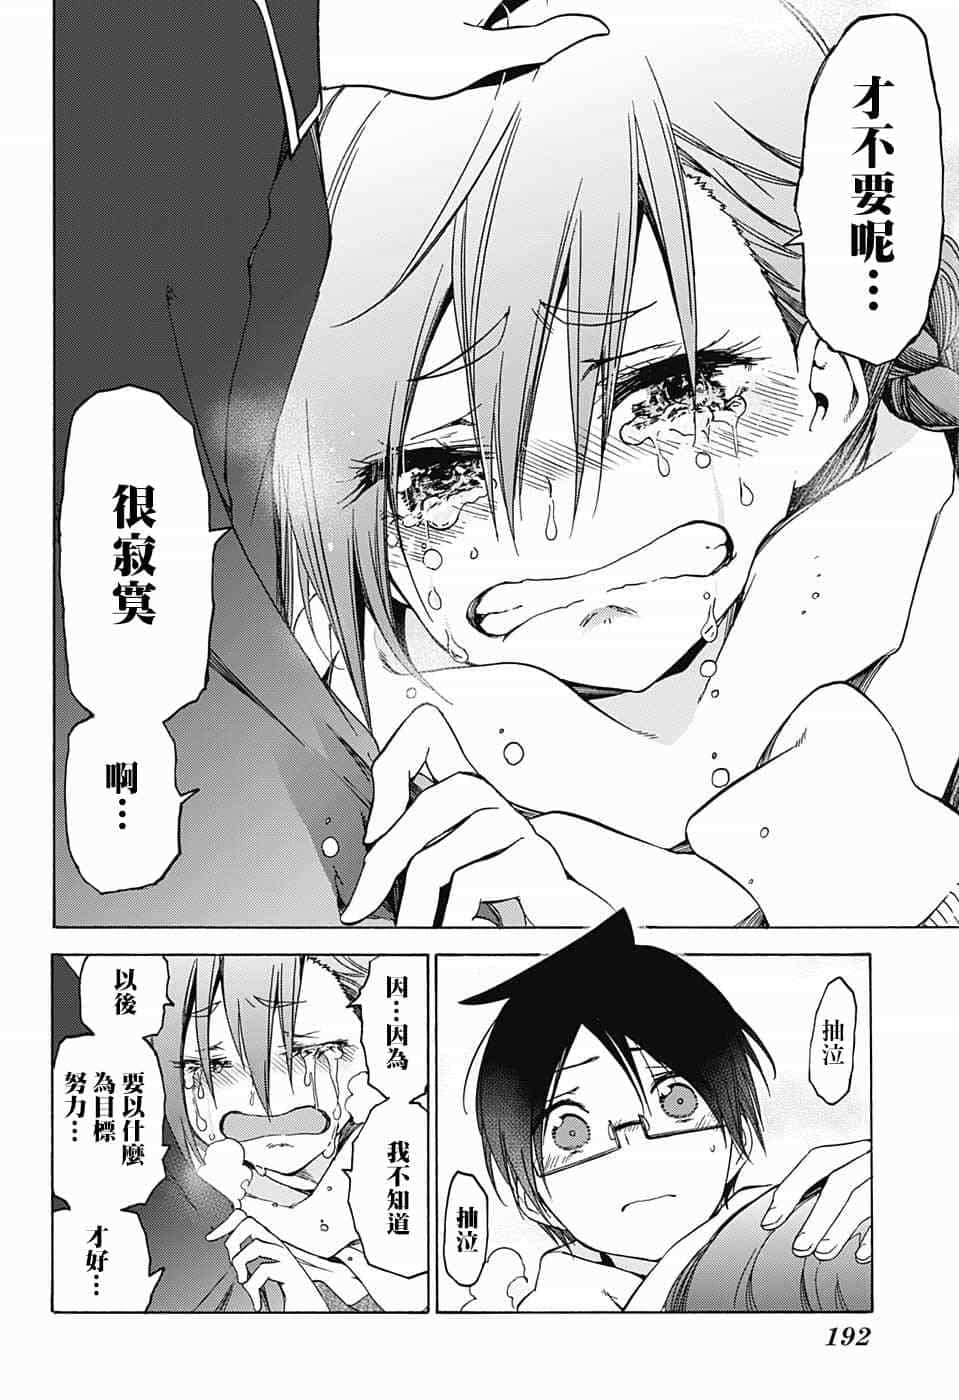 才不要呢…
很寂寞
啊…
抽泣
抽泣
因…因為
我不知道
以後
要以什麼
為目標
努力…
才好…
192